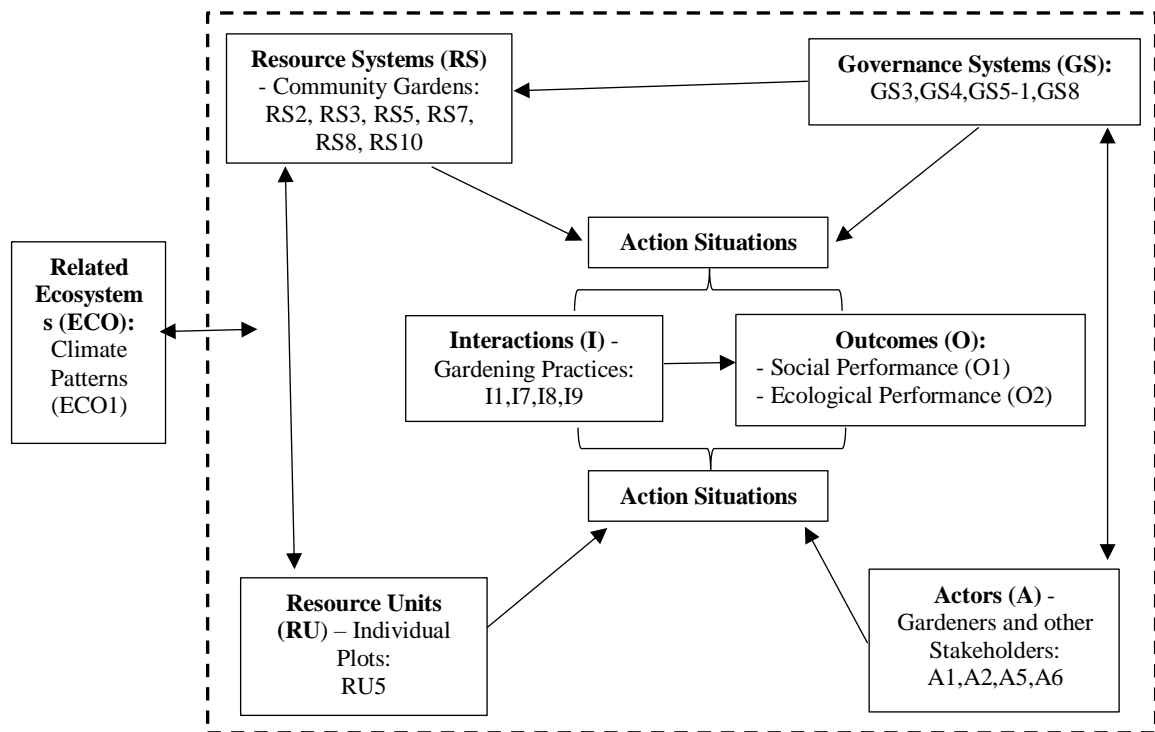 Resource Systems (RS)
- Community Gardens:
RS2, RS3, RS5, RS7,
RS8, RS10
Governance Systems (GS):
GS3,GS4,GS5-1,GS8
Action Situations
Related
Ecosystem
s (ECO):
Climate
Patterns
(ECO1)
Interactions (I) -
Gardening Practices:
I1,I7,I8,I9
Outcomes (O):
- Social Performance (O1)
- Ecological Performance (O2)
Action Situations
Resource Units
(RU) – Individual
Plots:
RU5
Actors (A) -
Gardeners and other
Stakeholders:
A1,A2,A5,A6